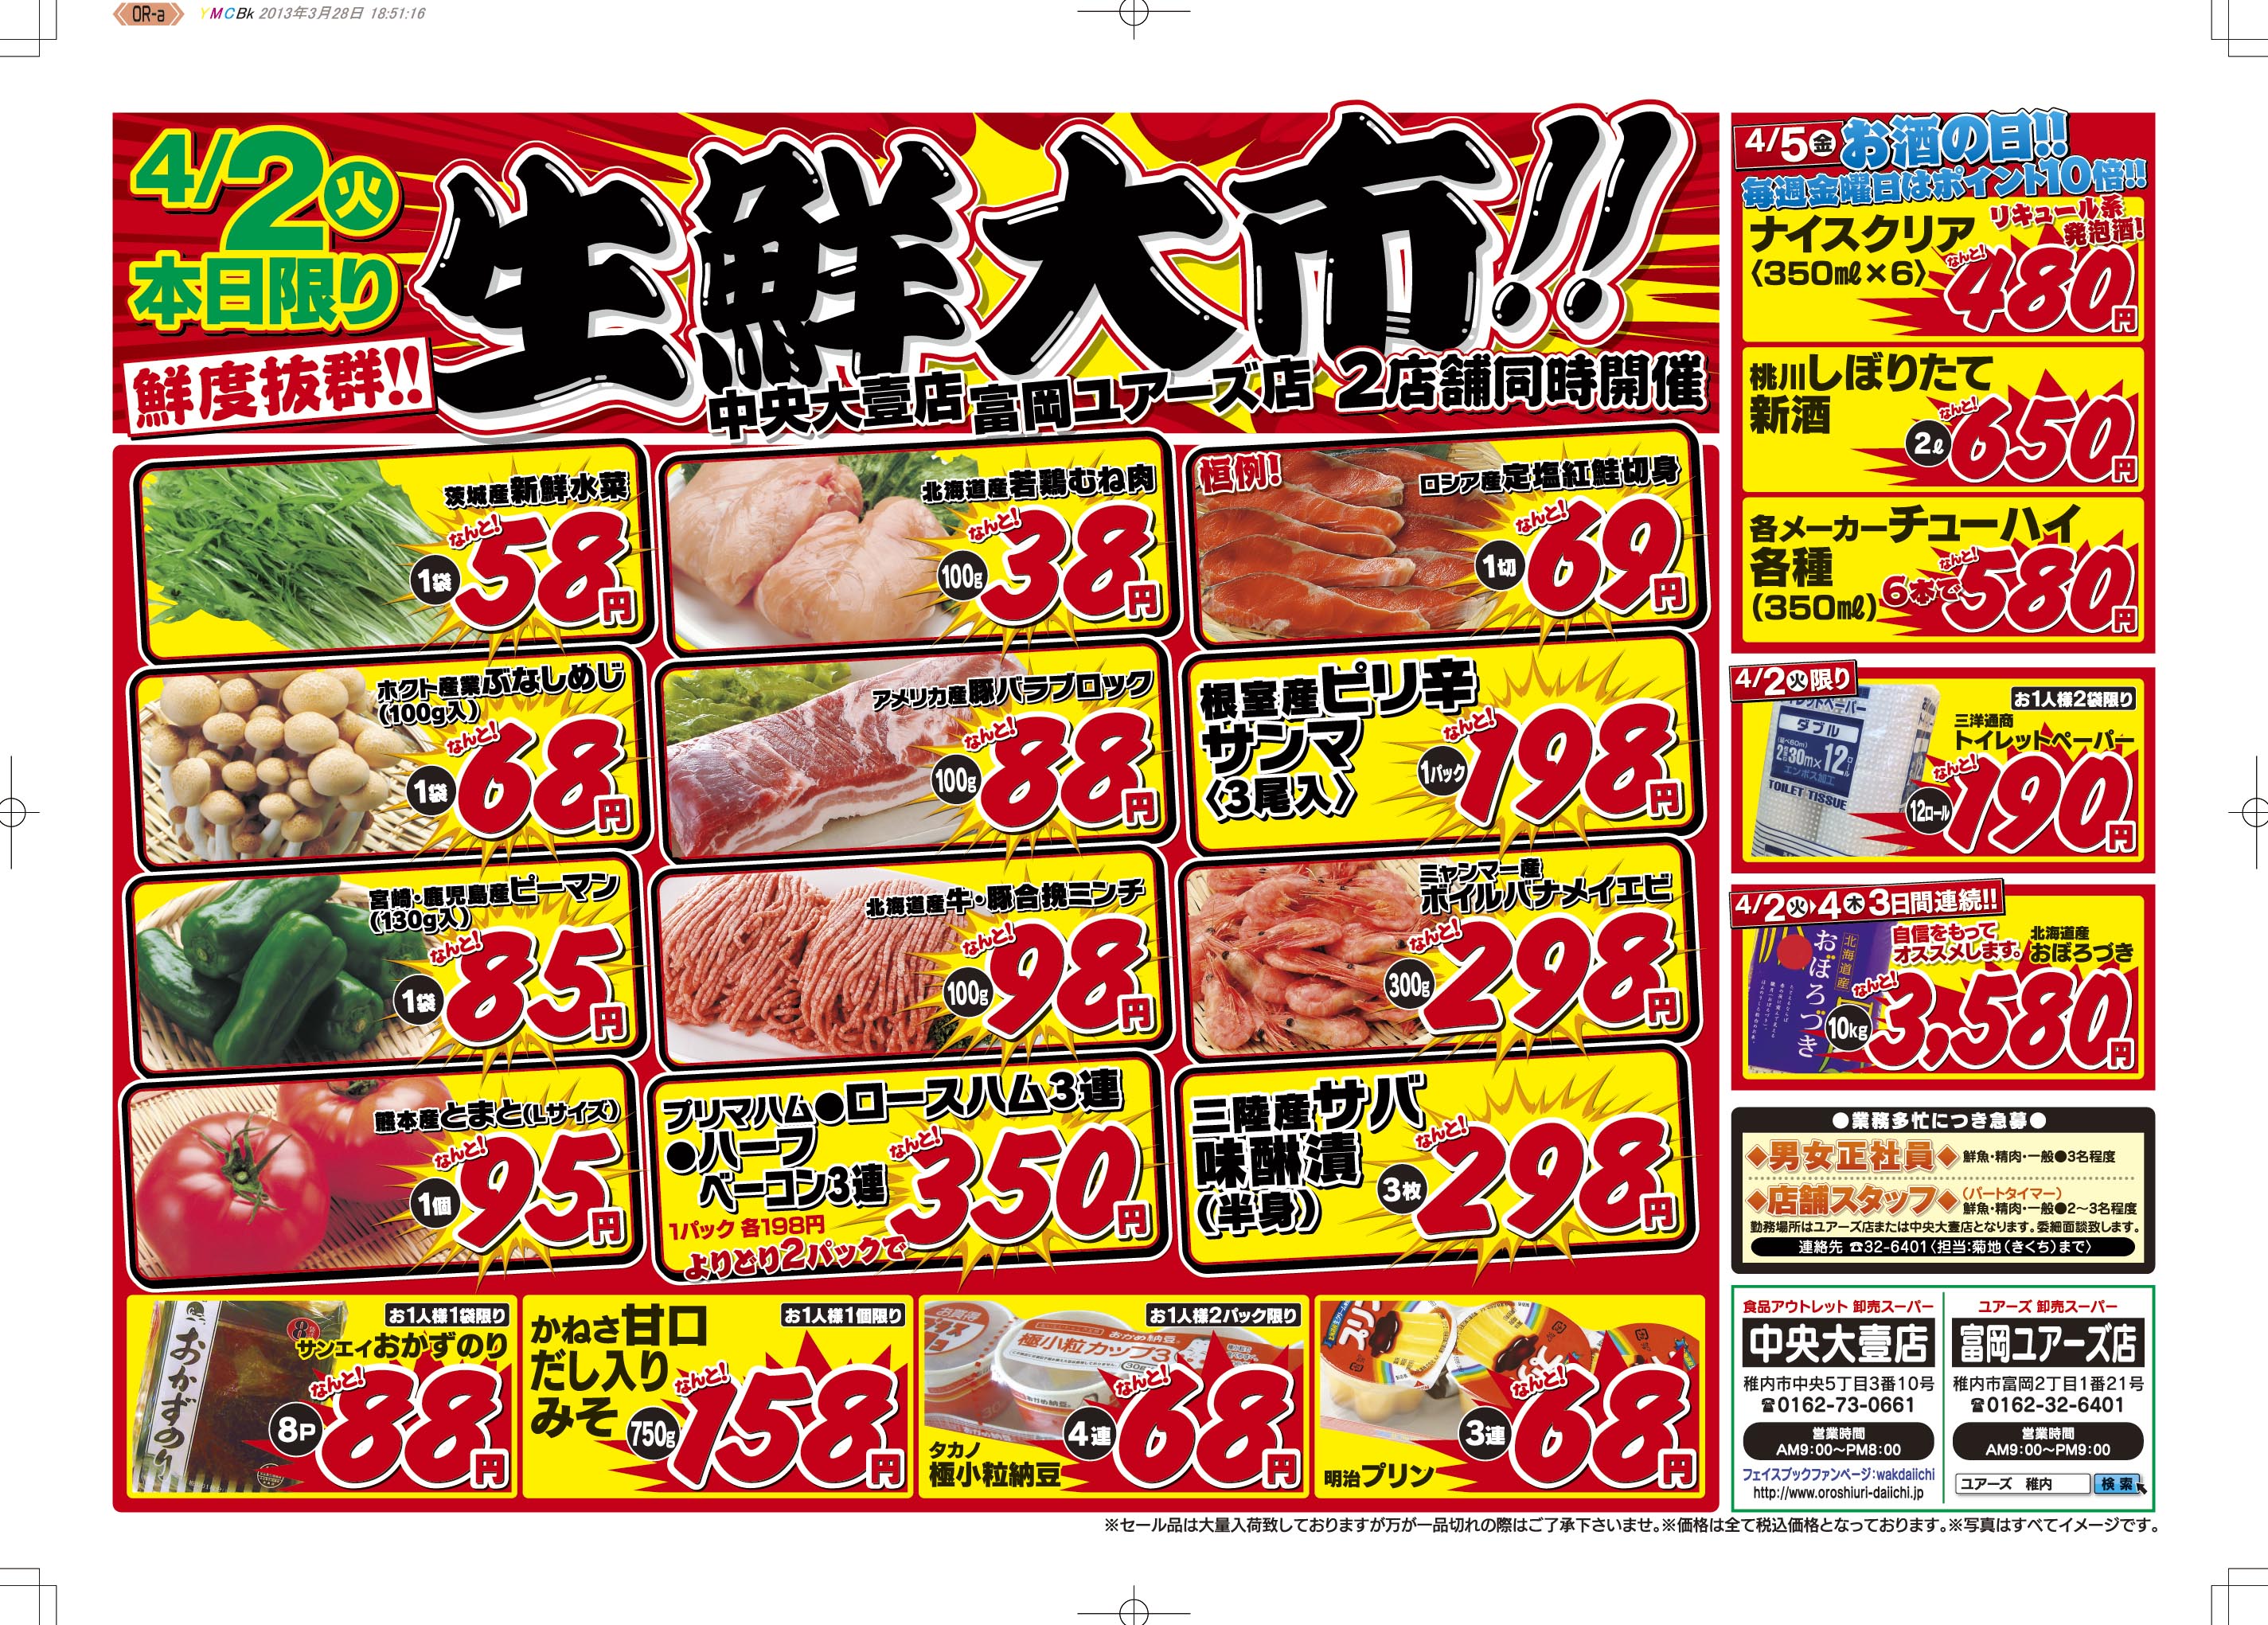 OR-a
YMCBk 2013年3月28日 18:51:16
4/2火
本日限り
鮮度抜群!!
生鮮大市!!
中央大壹店 富岡ユアーズ店 2店舗同時開催
茨城産新鮮水菜
なんと!
1袋
58円
北海道産若鶏むね肉
なんと!
100g
38円
恒例!
ロシア産定塩紅鮭切身
なんと!
1切
69円
ホクト産業ぶなしめじ
(100g入)
なんと!
1袋
68円
アメリカ産豚バラブロック
なんと!
100g
88円
根室産ピリ辛
サンマ
〈3尾入〉
なんと!
1パック
198円
宮崎・鹿児島産ピーマン
(130g入)
なんと!
1袋
85円
北海道産牛・豚合挽ミンチ
なんと!
100g
98円
ミャンマー産
ボイルバナメイエビ
なんと!
300g
298円
熊本産とまと(Lサイズ)
なんと!
1個
95円
プリマハム●ロースハム3連
●ハーフ
ベーコン3連
1パック 各198円
よりどり2パックで
なんと!
350円
三陸産サバ
味醂漬
(半身)
なんと!
3枚
298円
お1人様1袋限り
サンエイおかずのり
おかずのり
なんと!
8P
88円
お1人様1個限り
かねさ甘口
だし入り
みそ
なんと!
750g
158円
お1人様2パック限り
極小粒カップ3
おかめ納豆
タカノ
極小粒納豆
なんと!
4連
68円
明治プリン
なんと!
3連
68円
4/5金 お酒の日!!
毎週金曜日はポイント10倍!!
ナイスクリア
〈350㎖×6〉
リキュール系
発泡酒!
なんと!
480円
桃川しぼりたて
新酒
なんと!
2ℓ
650円
各メーカーチューハイ
各種
(350㎖)
なんと!
6本で
580円
4/2火限り
お1人様2袋限り
三洋通商
トイレットペーパー
ダブル
30m×12
エンボス加工
TOILET TISSUE
なんと!
12ロール
190円
4/2火▶4木3日間連続!!
自信をもって
オススメします。
北海道産
おぼろづき
北海道産
おぼろづき
なんと!
10kg
3,580円
●業務多忙につき急募●
◆男女正社員◆ 鮮魚・精肉・一般●3名程度
◆店舗スタッフ◆ (パートタイマー)
鮮魚・精肉・一般●2〜3名程度
勤務場所はユアーズ店または中央大壹店となります。委細面談致します。
連絡先 ☎32-6401〈担当:菊地(きくち)まで〉
食品アウトレット 卸売スーパー
中央大壹店
稚内市中央5丁目3番10号
☎0162-73-0661
営業時間
AM9:00〜PM8:00
フェイスブックファンページ:wakdaiichi
http://www.oroshiuri-daiichi.jp
ユアーズ 卸売スーパー
富岡ユアーズ店
稚内市富岡2丁目1番21号
☎0162-32-6401
営業時間
AM9:00〜PM9:00
ユアーズ 稚内 検索
※セール品は大量入荷致しておりますが万が一品切れの際はご了承下さいませ。※価格は全て税込価格となっております。※写真はすべてイメージです。